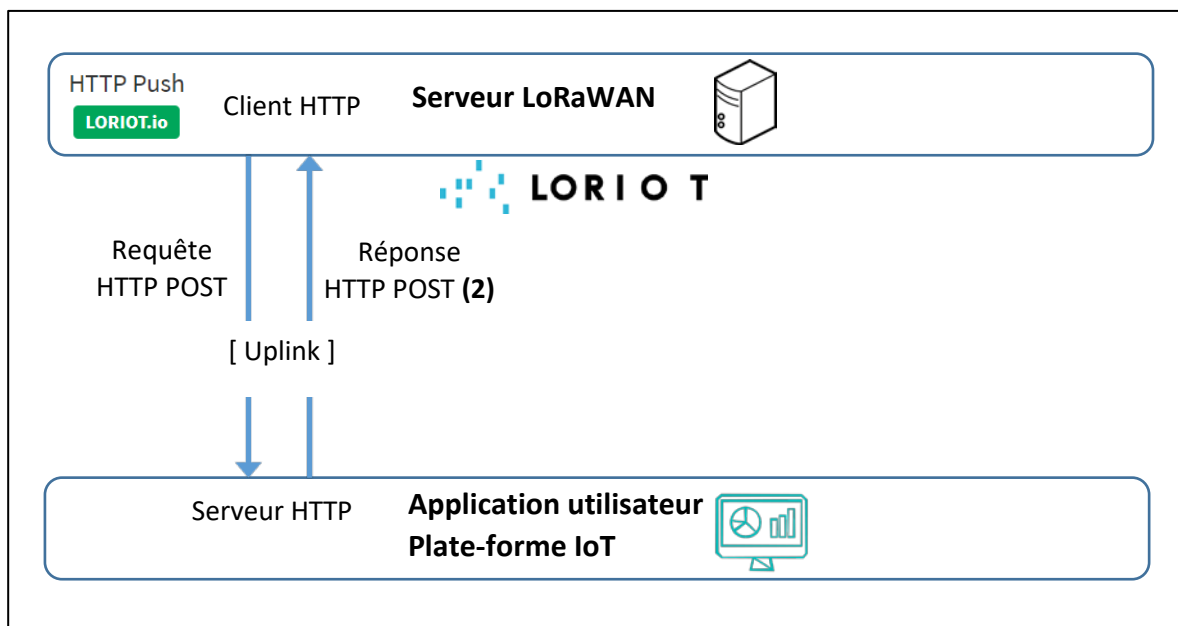 HTTP Push
LORIOT.io
Client HTTP
Serveur LoRaWAN
LORIOT
Requête
HTTP POST
Réponse
HTTP POST (2)
[ Uplink ]
Serveur HTTP
Application utilisateur
Plate-forme IoT